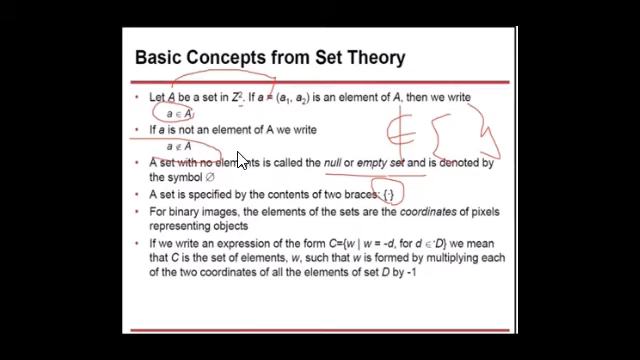 Basic Concepts from Set Theory
• Let A be a set in Z². If a = (a₁, a₂) is an element of A, then we write
a ∈ A
• If a is not an element of A we write
a ∉ A
• A set with no elements is called the null or empty set and is denoted by
the symbol ∅
• A set is specified by the contents of two braces: {·}
• For binary images, the elements of the sets are the coordinates of pixels
representing objects
• If we write an expression of the form C={w | w = -d, for d ∈ D} we mean
that C is the set of elements, w, such that w is formed by multiplying each
of the two coordinates of all the elements of set D by -1
∉ { }